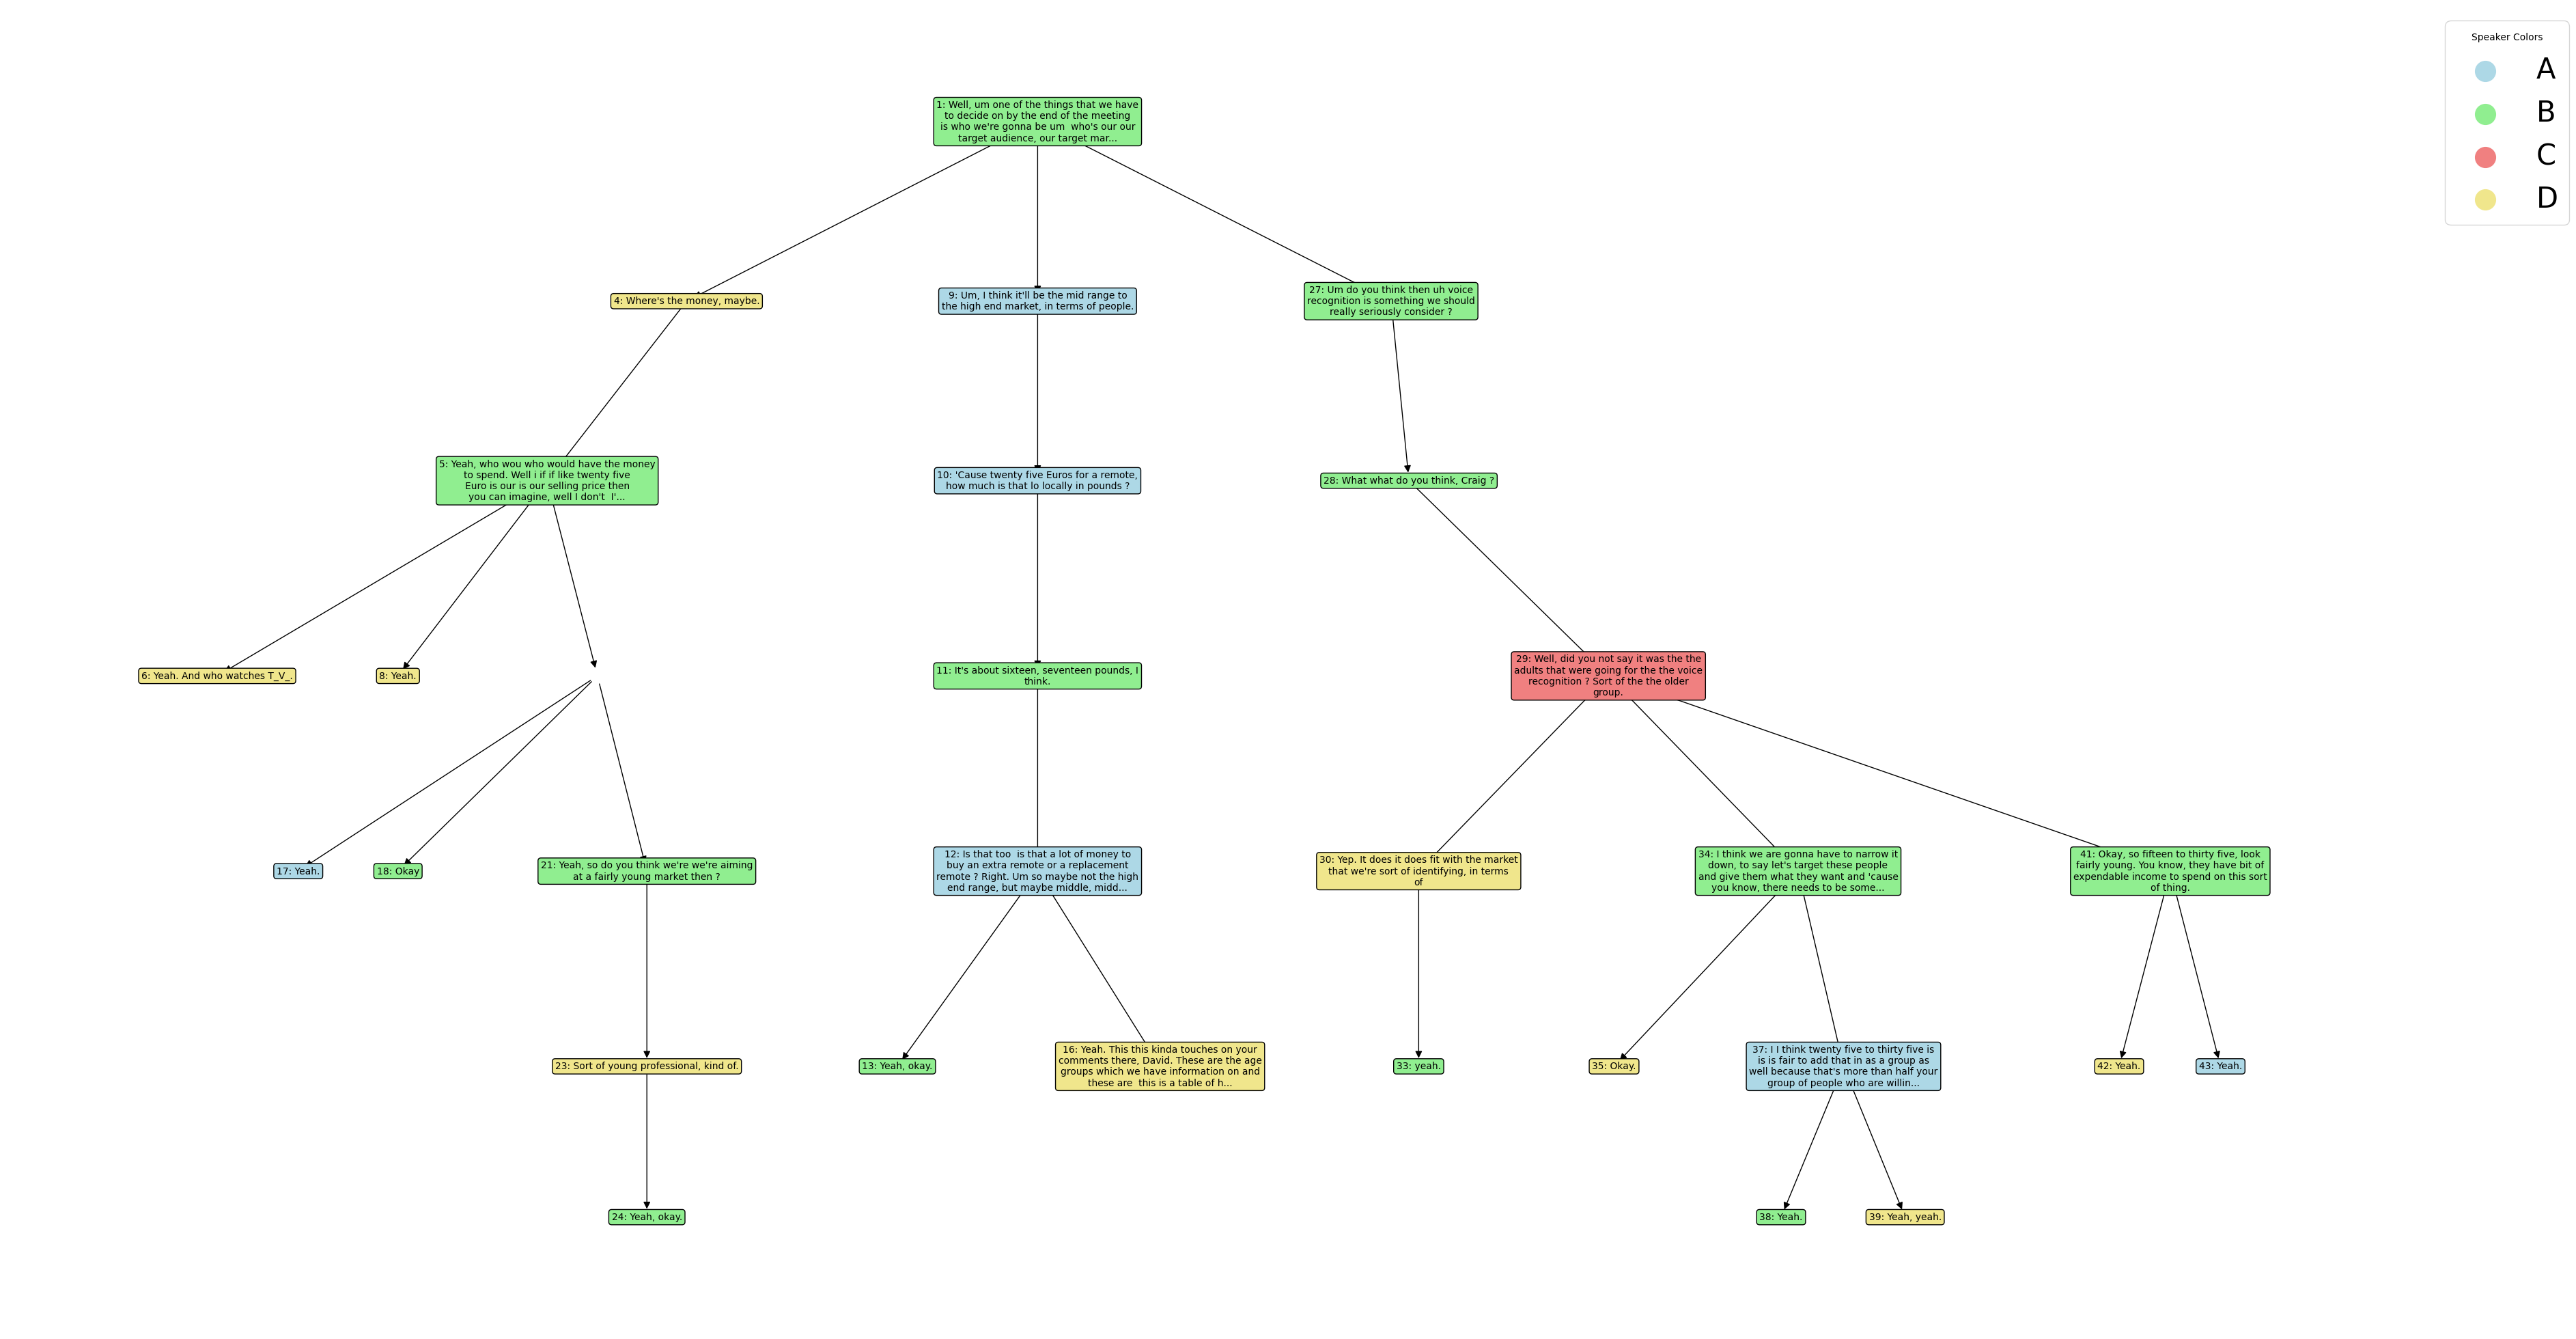 Speaker Colors
A
B
C
D
1: Well, um one of the things that we have
to decide on by the end of the meeting
is who we're gonna be um  who's our our
target audience, our target mar...
4: Where's the money, maybe.
9: Um, I think it'll be the mid range to
the high end market, in terms of people.
27: Um do you think then uh voice
recognition is something we should
really seriously consider ?
5: Yeah, who wou who would have the money
to spend. Well i if if like twenty five
Euro is our is our selling price then
you can imagine, well I don't  I'...
10: 'Cause twenty five Euros for a remote,
how much is that lo locally in pounds ?
28: What what do you think, Craig ?
6: Yeah. And who watches T_V_.
8: Yeah.
11: It's about sixteen, seventeen pounds, I
think.
29: Well, did you not say it was the the
adults that were going for the the voice
recognition ? Sort of the the older
group.
17: Yeah.
18: Okay
21: Yeah, so do you think we're we're aiming
at a fairly young market then ?
12: Is that too  is that a lot of money to
buy an extra remote or a replacement
remote ? Right. Um so maybe not the high
end range, but maybe middle, midd...
30: Yep. It does it does fit with the market
that we're sort of identifying, in terms
of
34: I think we are gonna have to narrow it
down, to say let's target these people
and give them what they want and 'cause
you know, there needs to be some...
41: Okay, so fifteen to thirty five, look
fairly young. You know, they have bit of
expendable income to spend on this sort
of thing.
23: Sort of young professional, kind of.
13: Yeah, okay.
16: Yeah. This this kinda touches on your
comments there, David. These are the age
groups which we have information on and
these are  this is a table of h...
33: yeah.
35: Okay.
37: I I think twenty five to thirty five is
is is fair to add that in as a group as
well because that's more than half your
group of people who are willin...
42: Yeah.
43: Yeah.
24: Yeah, okay.
38: Yeah.
39: Yeah, yeah.